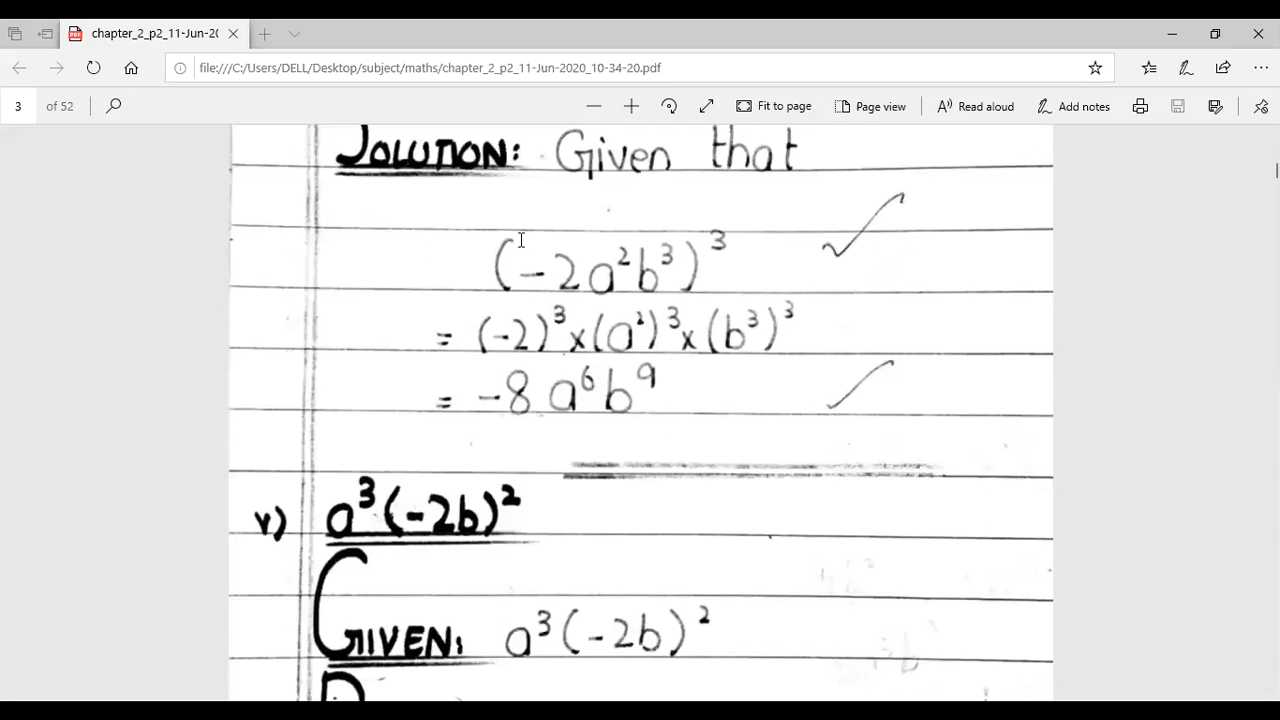 chapter_2_p2_11-Jun-20
file:///C:/Users/DELL/Desktop/subject/maths/chapter_2_p2_11-Jun-2020_10-34-20.pdf
3 of 52 Fit to page Page view Read aloud Add notes
SOLUTION: Given that
(-2a²b³)³
= (-2)³×(a²)³×(b³)³
= -8 a⁶b⁹
v) a³(-2b)²
GIVEN: a³(-2b)²